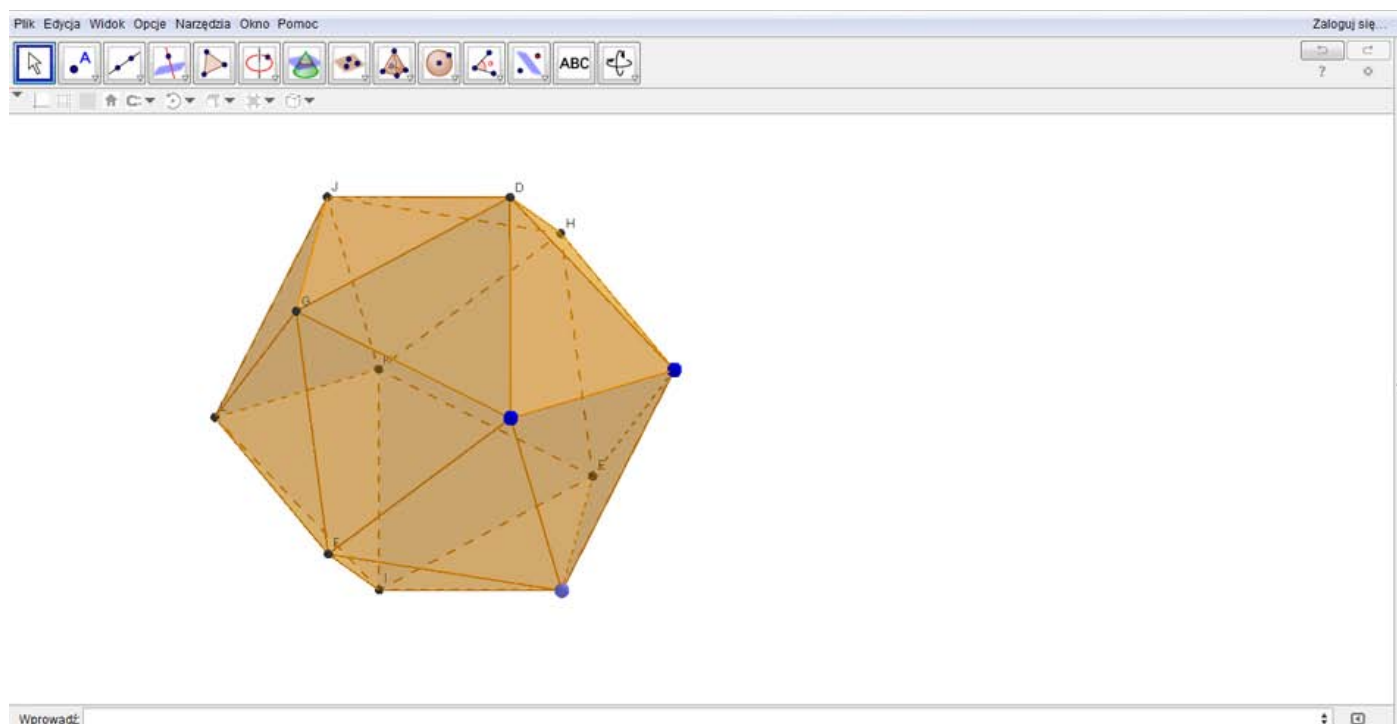 Plik Edycja Widok Opcje Narzędzia Okno Pomoc Zaloguj się...
A ABC
?
J D
H
G
K
E
F
I
Wprowadź: